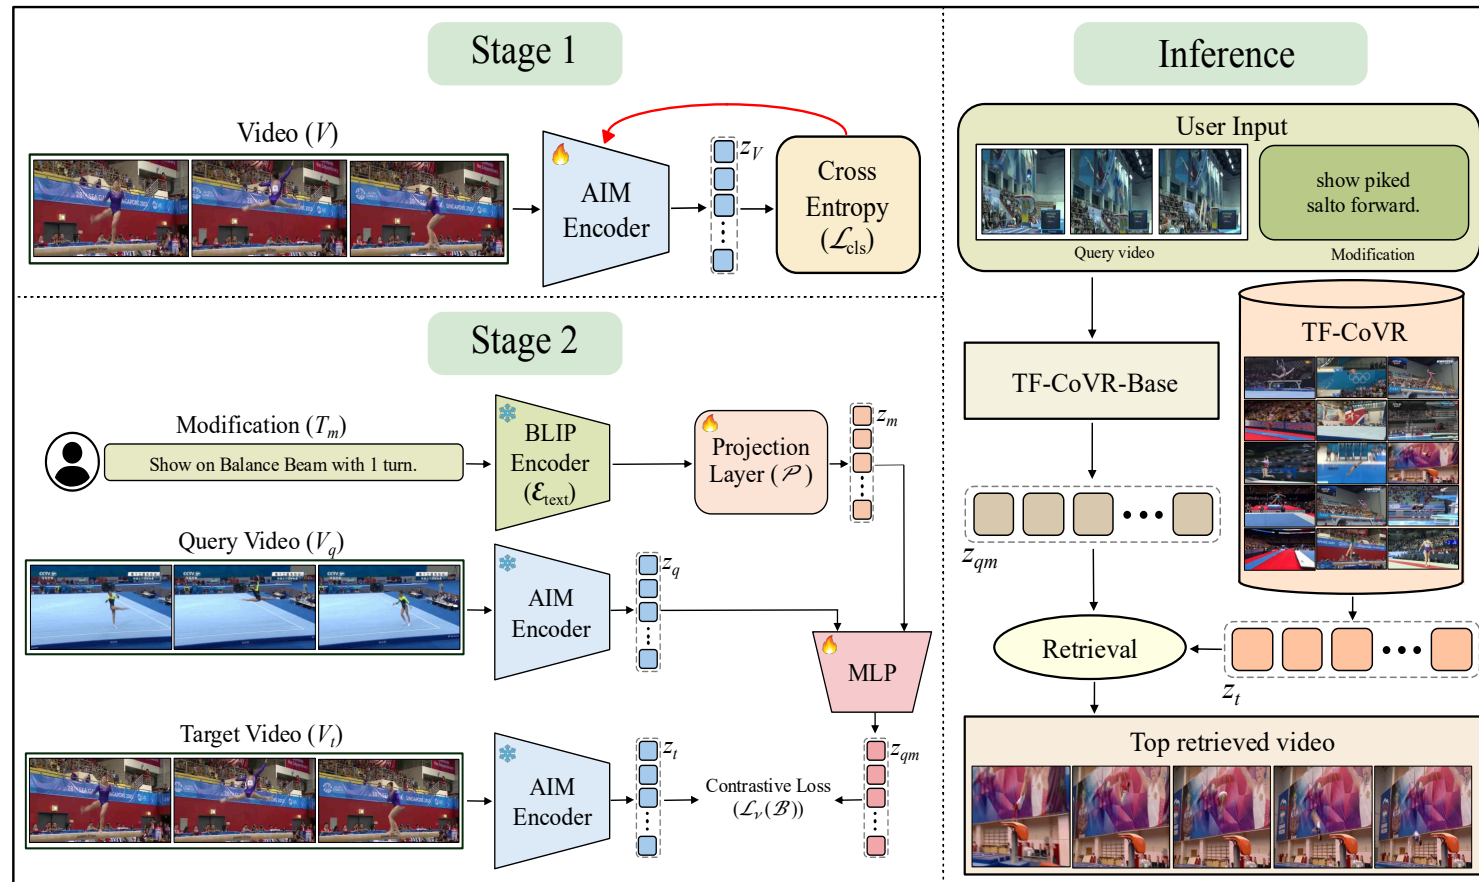 Stage 1
Video (V)
AIM
Encoder
z_V
Cross
Entropy
(ℒ_cls)
Stage 2
Modification (T_m)
Show on Balance Beam with 1 turn.
BLIP
Encoder
(ℰ_text)
Projection
Layer (𝒫)
z_m
Query Video (V_q)
AIM
Encoder
z_q
MLP
Target Video (V_t)
AIM
Encoder
z_t
Contrastive Loss
(ℒ_ν(ℬ))
z_qm
Inference
User Input
show piked
salto forward.
Query video
Modification
TF-CoVR-Base
TF-CoVR
z_qm
Retrieval
z_t
Top retrieved video